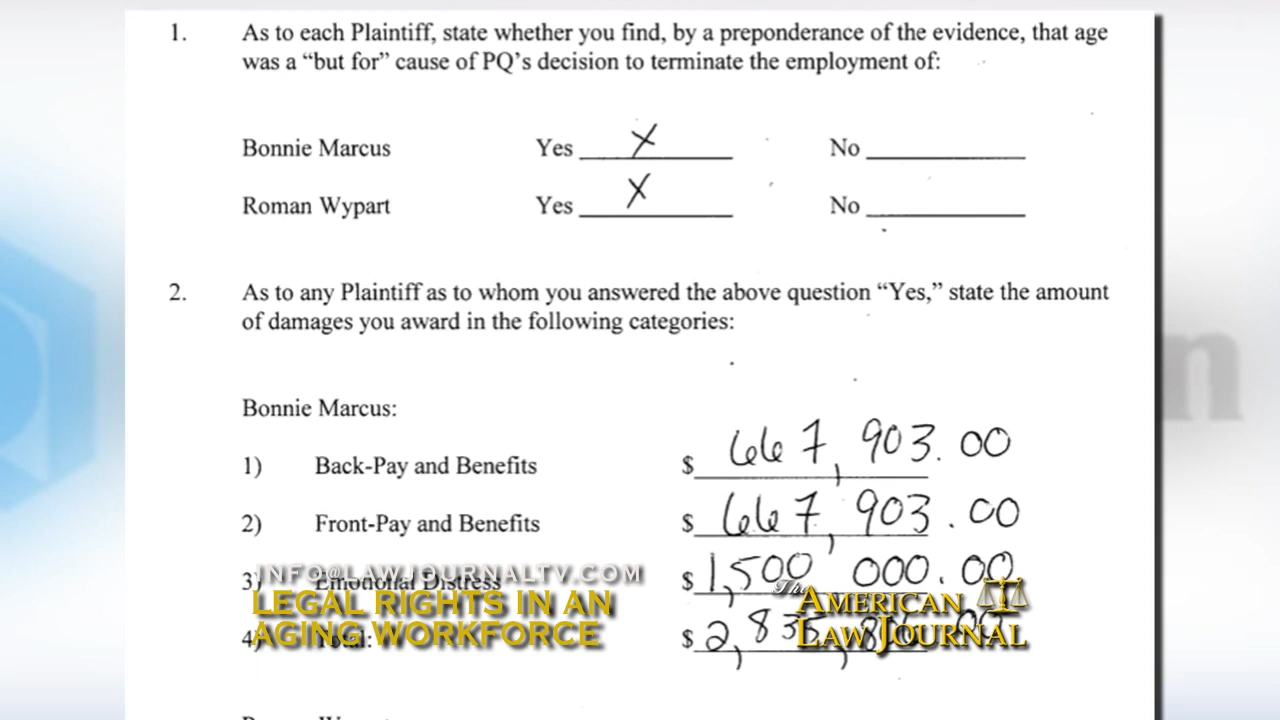 1. As to each Plaintiff, state whether you find, by a preponderance of the evidence, that age
was a “but for” cause of PQ’s decision to terminate the employment of:
Bonnie Marcus Yes X No
Roman Wypart Yes X No
2. As to any Plaintiff as to whom you answered the above question “Yes,” state the amount
of damages you award in the following categories:
Bonnie Marcus:
1) Back-Pay and Benefits $ 667,903.00
2) Front-Pay and Benefits $ 667,903.00
3) Emotional Distress $ 1,500,000.00
4) Total: $ 2,835,
INFO@LAWJOURNALTV.COM
LEGAL RIGHTS IN AN
AGING WORKFORCE
The
AMERICAN
LAW JOURNAL